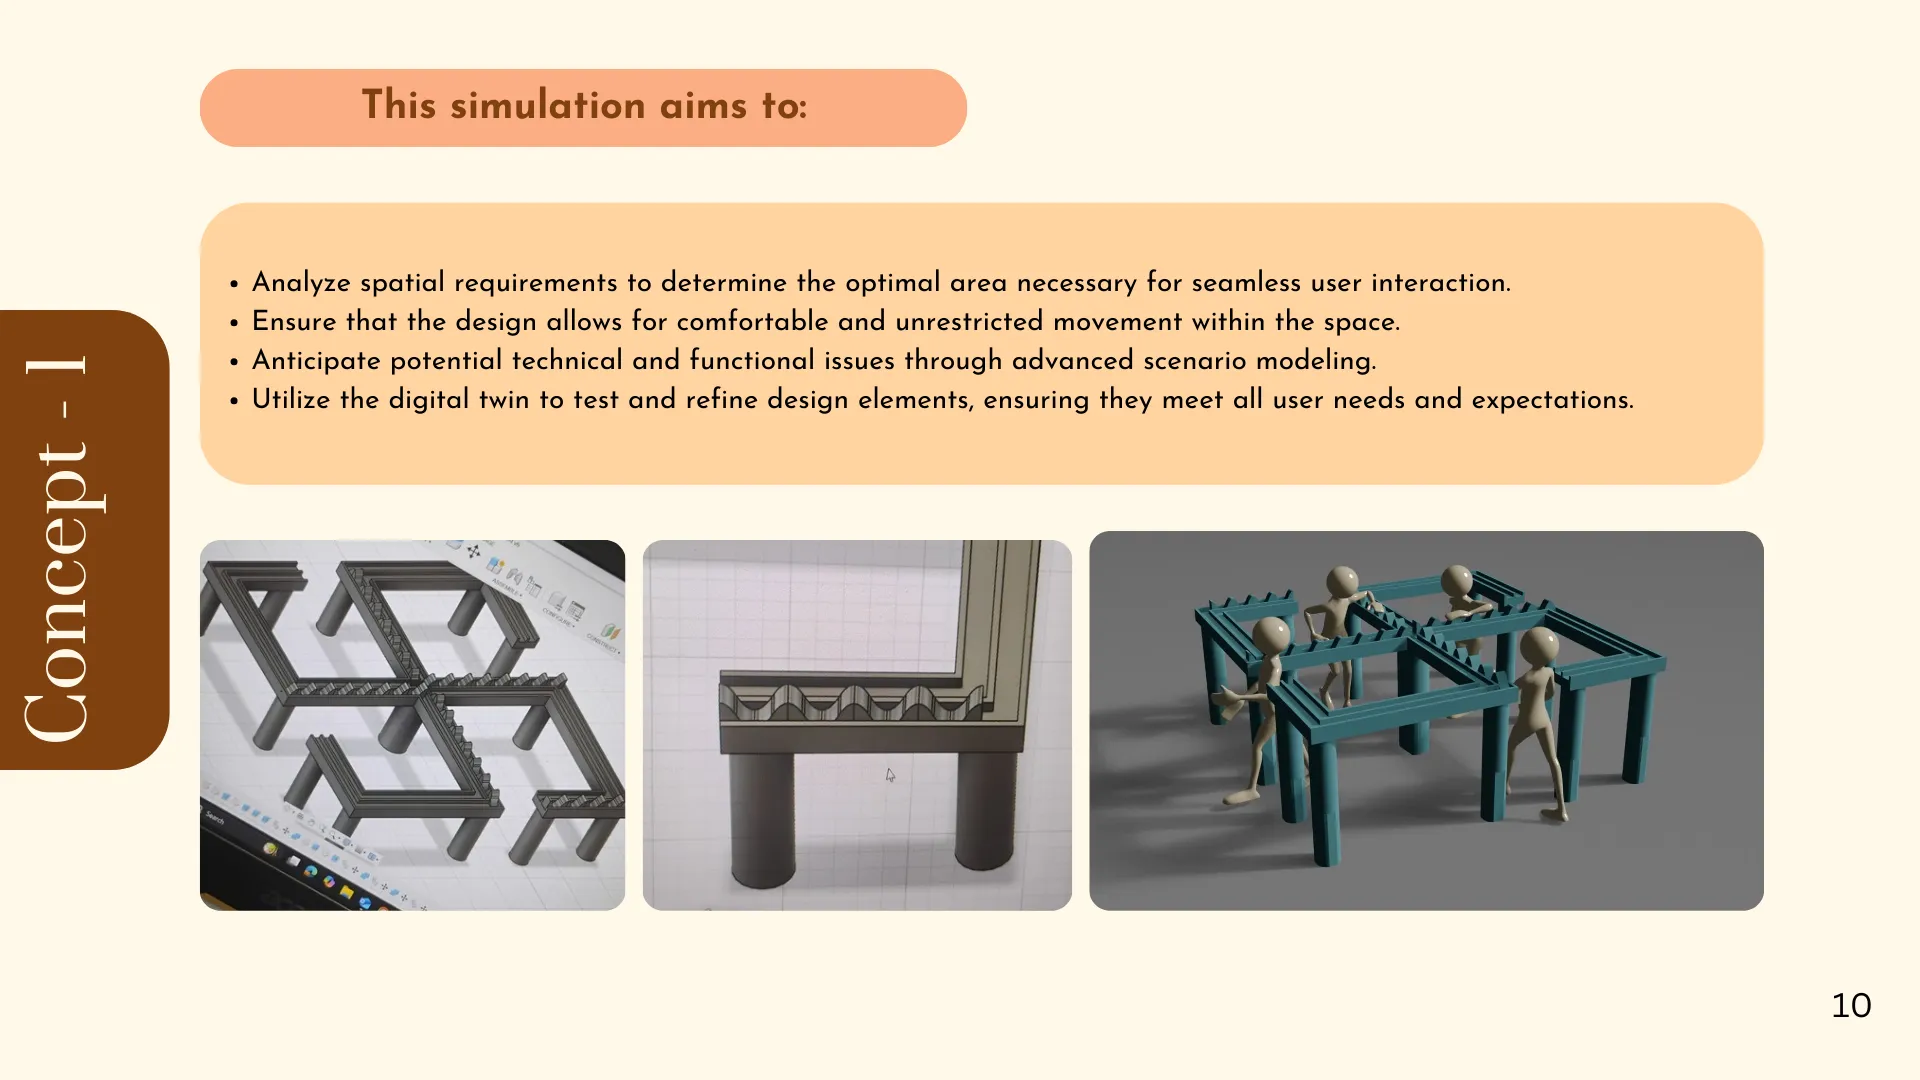 This simulation aims to:
• Analyze spatial requirements to determine the optimal area necessary for seamless user interaction.
• Ensure that the design allows for comfortable and unrestricted movement within the space.
• Anticipate potential technical and functional issues through advanced scenario modeling.
• Utilize the digital twin to test and refine design elements, ensuring they meet all user needs and expectations.
Concept - 1
ASSEMBLE
CONFIGURE
CONSTRUCT
Search
10